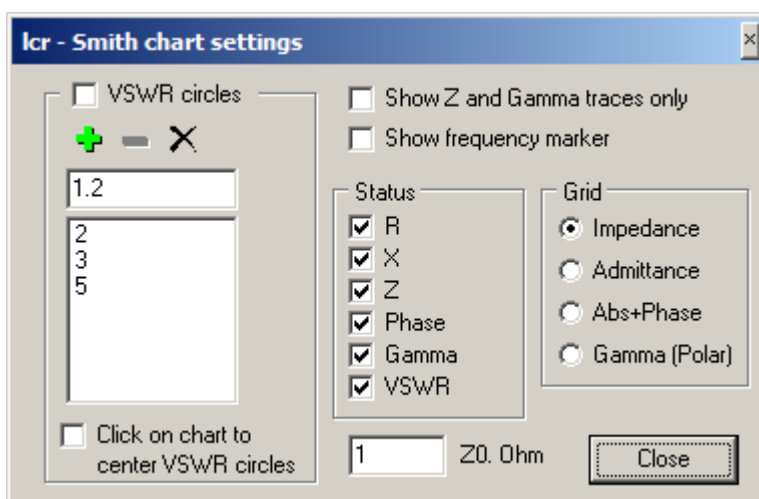 lcr - Smith chart settings
VSWR circles
1.2
2
3
5
Click on chart to
center VSWR circles
Show Z and Gamma traces only
Show frequency marker
Status
R
X
Z
Phase
Gamma
VSWR
Grid
Impedance
Admittance
Abs+Phase
Gamma (Polar)
1 Z0. Ohm
Close